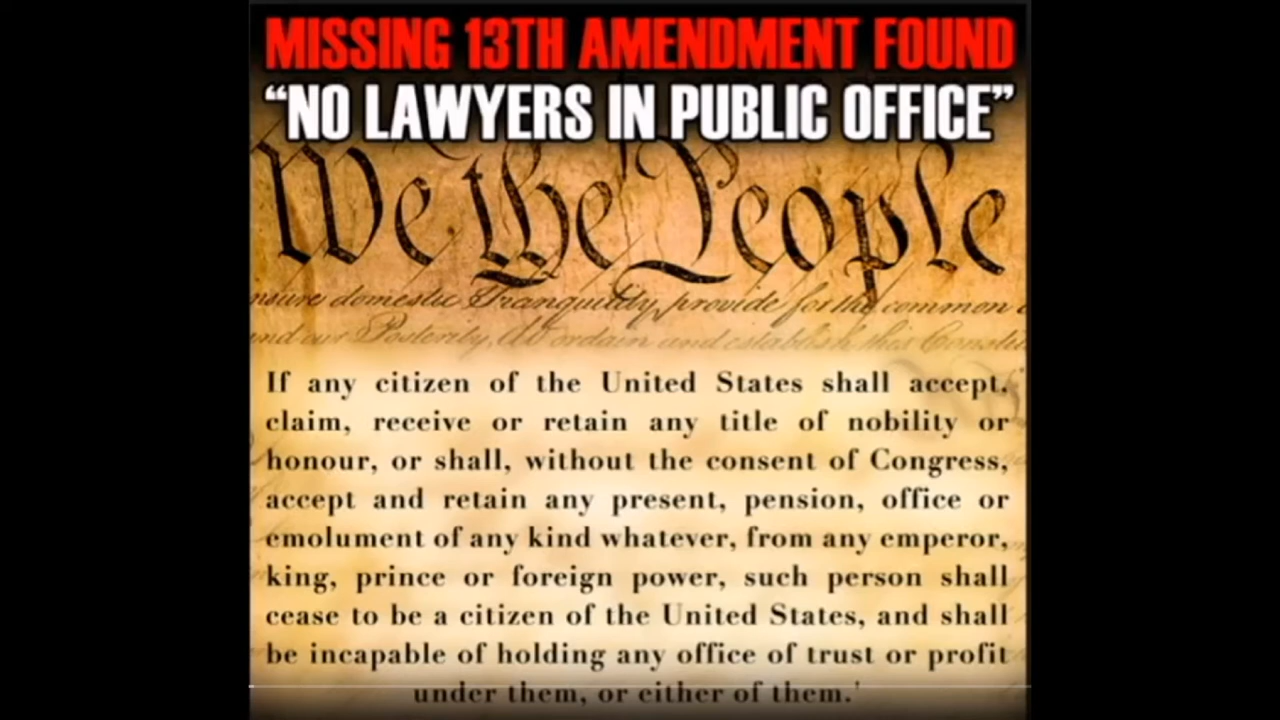 MISSING 13TH AMENDMENT FOUND
“NO LAWYERS IN PUBLIC OFFICE”
We the People
nsure domestic Tranquility, provide for the common
and our Posterity, do ordain and establish this
If any citizen of the United States shall accept,
claim, receive or retain any title of nobility or
honour, or shall, without the consent of Congress,
accept and retain any present, pension, office or
emolument of any kind whatever, from any emperor,
king, prince or foreign power, such person shall
cease to be a citizen of the United States, and shall
be incapable of holding any office of trust or profit
under them, or either of them.'